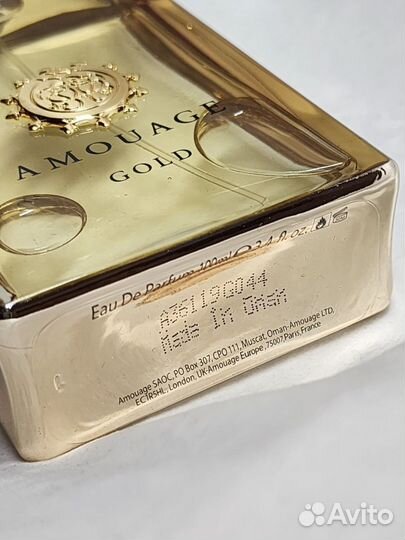 AMOUAGE
GOLD
Eau De Parfum 100ml e 3.4 fl.oz.
A36119G044
Made in Oman
Amouage SAOC, PO Box 307, CPO 111, Muscat, Oman-Amouage LTD,
EC1R5HL, London, UK-Amouage Europe ,75007,Paris,France
Avito